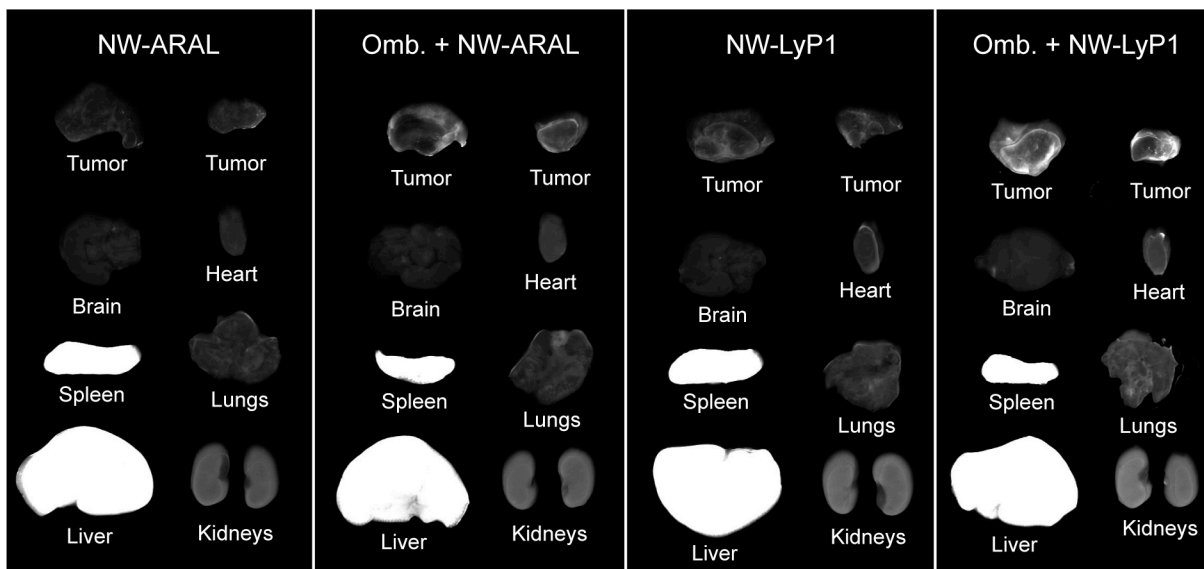 NW-ARAL
Tumor Tumor
Brain Heart
Spleen Lungs
Liver Kidneys
Omb. + NW-ARAL
Tumor Tumor
Brain Heart
Spleen Lungs
Liver Kidneys
NW-LyP1
Tumor Tumor
Brain Heart
Spleen Lungs
Liver Kidneys
Omb. + NW-LyP1
Tumor Tumor
Brain Heart
Spleen Lungs
Liver Kidneys